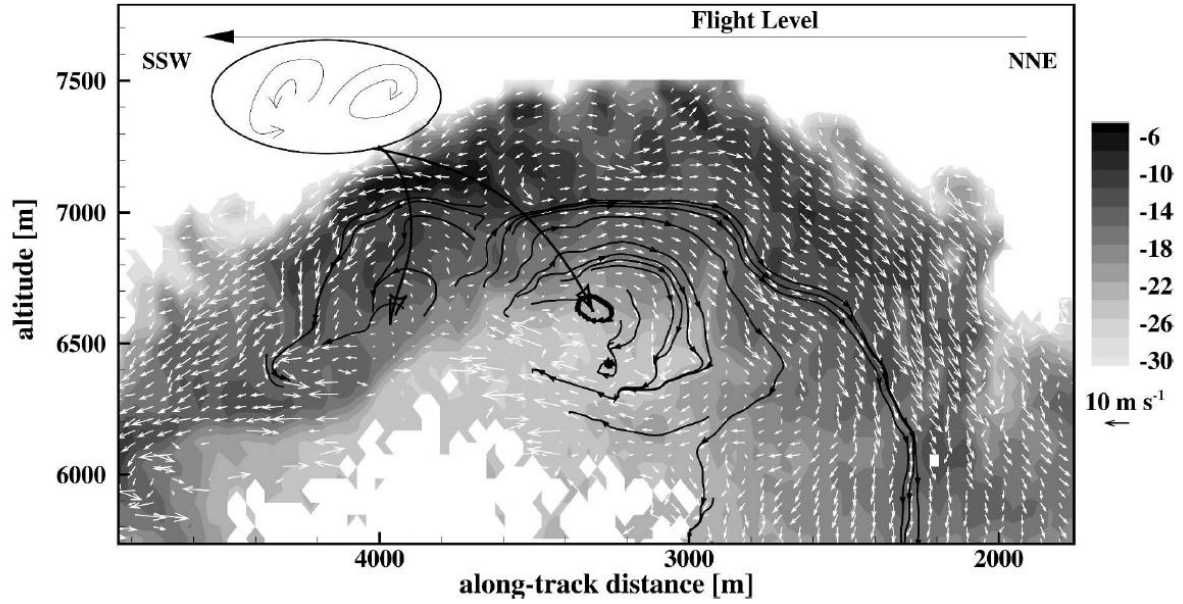 Flight Level
SSW
NNE
7500
7000
6500
6000
altitude [m]
4000
3000
2000
along-track distance [m]
-6
-10
-14
-18
-22
-26
-30
10 m s⁻¹